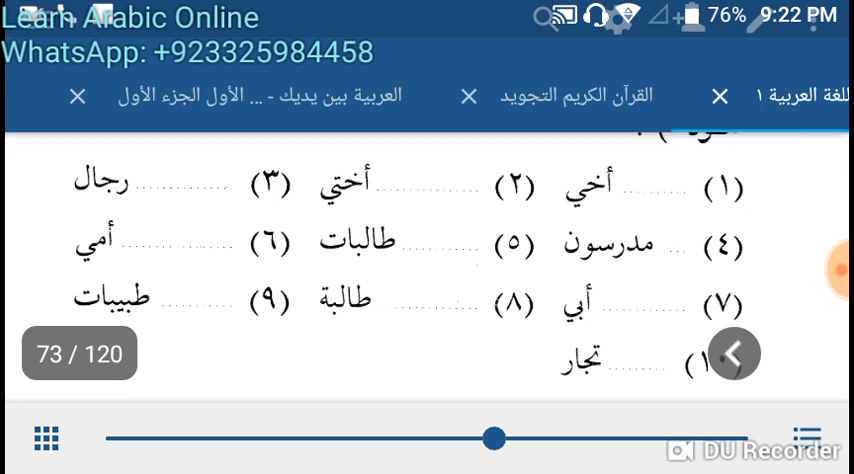 Learn Arabic Online
76% 9:22 PM
WhatsApp: +923325984458
للغة العربية ١ × القرآن الكريم التجويد × العربية بين يديك - ... الأول الجزء الأول ×
(١) ........ أخي (٢) ........ أختي (٣) ........ رجال
(٤) ... مدرسون (٥) ........ طالبات (٦) ........ أمي
(٧) ........ أبي (٨) ........ طالبة (٩) ........ طبيبات
73 / 120
(١٠) ........ تجار
DU Recorder